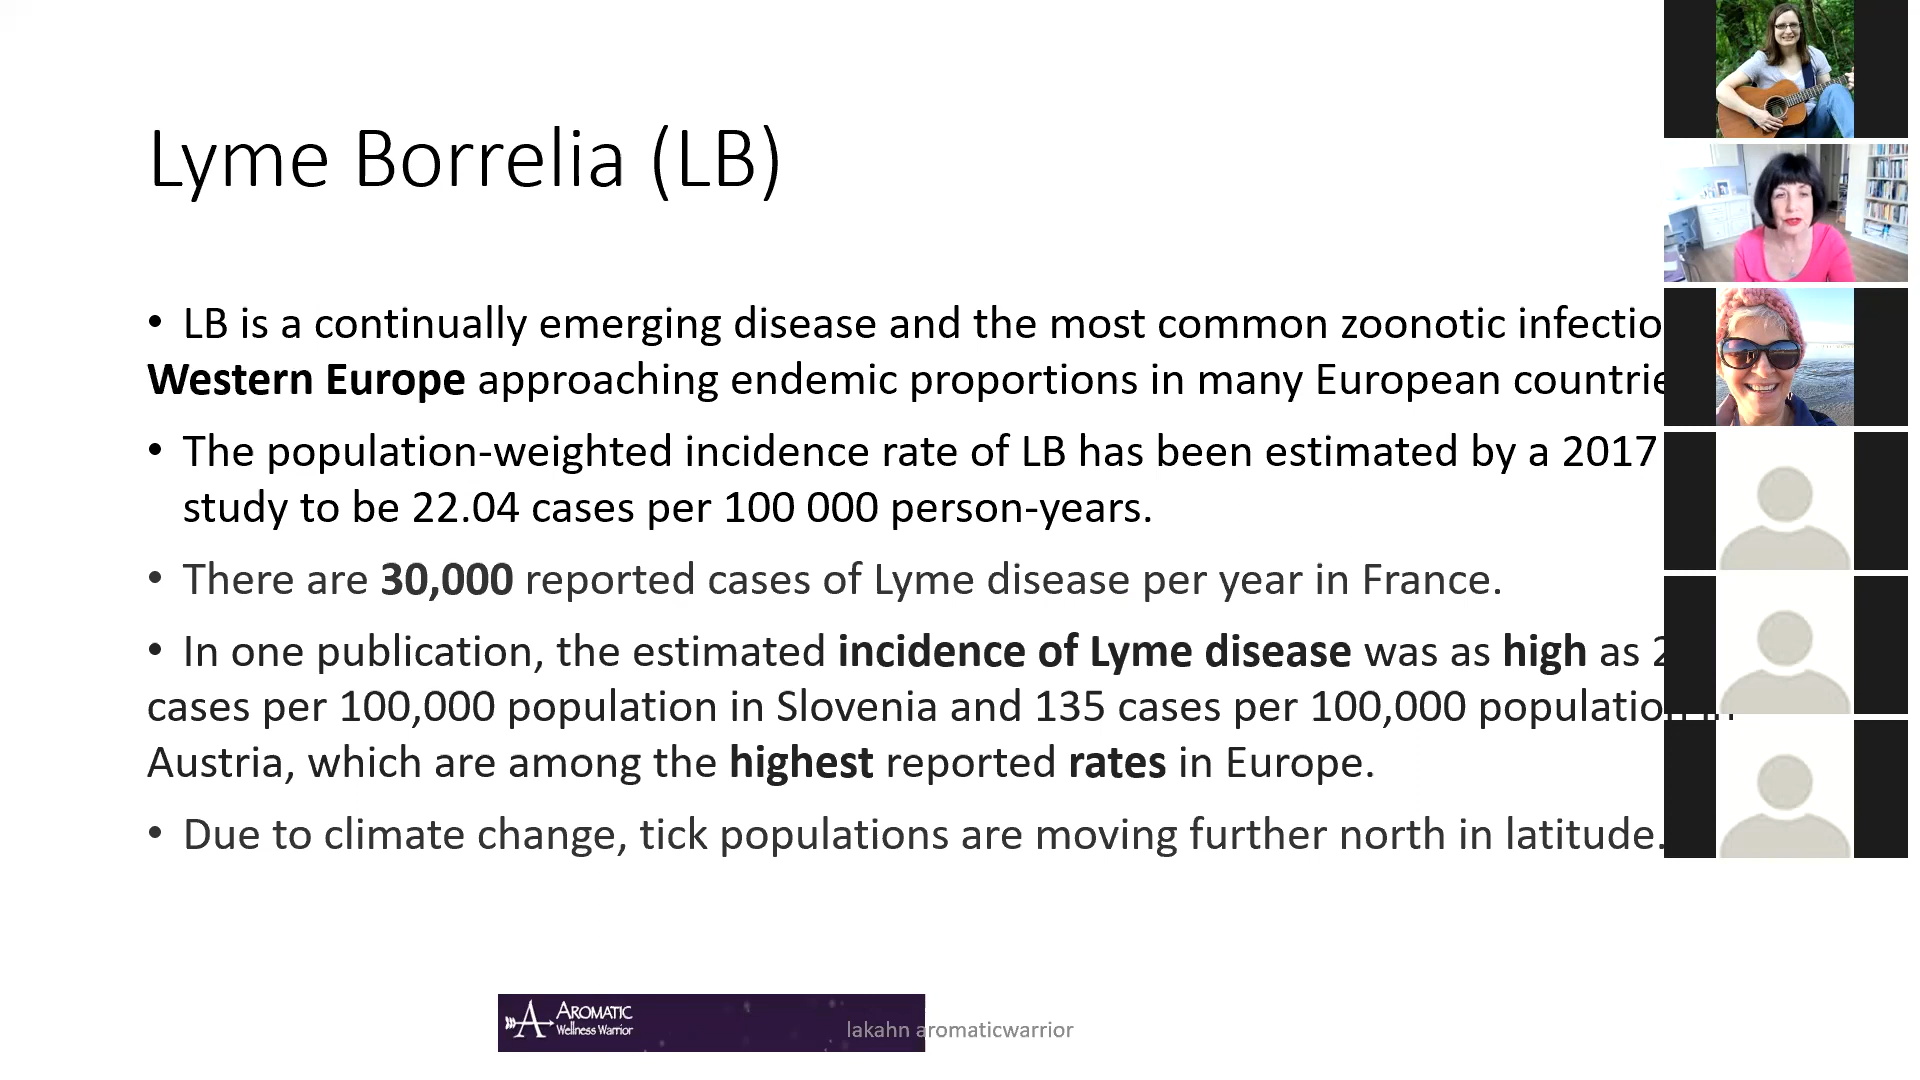 Lyme Borrelia (LB)
• LB is a continually emerging disease and the most common zoonotic
Western Europe approaching endemic proportions in many European
• The population-weighted incidence rate of LB has been estimated by a 2017
study to be 22.04 cases per 100 000 person-years.
• There are 30,000 reported cases of Lyme disease per year in France.
• In one publication, the estimated incidence of Lyme disease was as high as
cases per 100,000 population in Slovenia and 135 cases per 100,000 population in
Austria, which are among the highest reported rates in Europe.
• Due to climate change, tick populations are moving further north in latitude.
AROMATIC
Wellness Warrior
lakahn aromaticwarrior